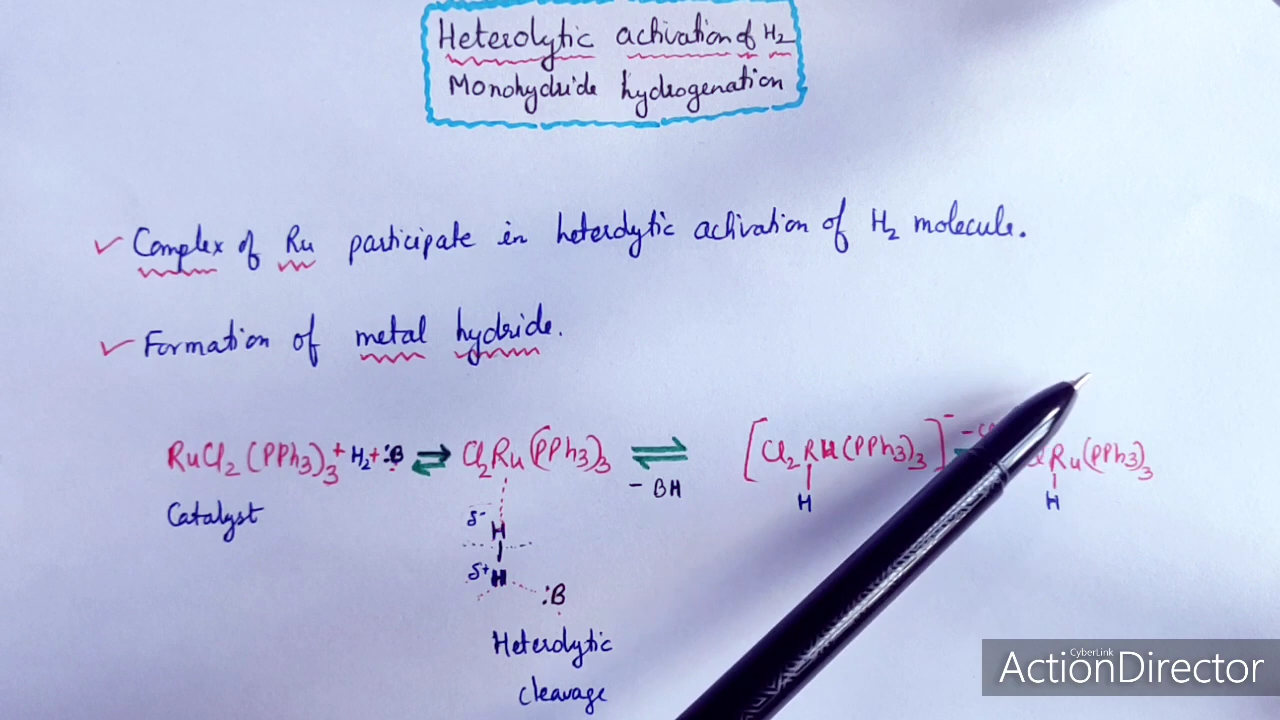 Heterolytic activation of H₂
Monohydride hydrogenation
✓ Complex of Ru participate in heterolytic activation of H₂ molecule.
✓ Formation of metal hydride.
RuCl₂ (PPh₃)₃ + H₂ + :B ⇌ Cl₂Ru(PPh₃)₃ ⇌ [Cl₂RH(PPh₃)₃]⁻ Ru(PPh₃)₃
- BH
Catalyst
H
H
δ⁻ H
δ⁺ H
:B
Heterolytic
cleavage
CyberLink
ActionDirector